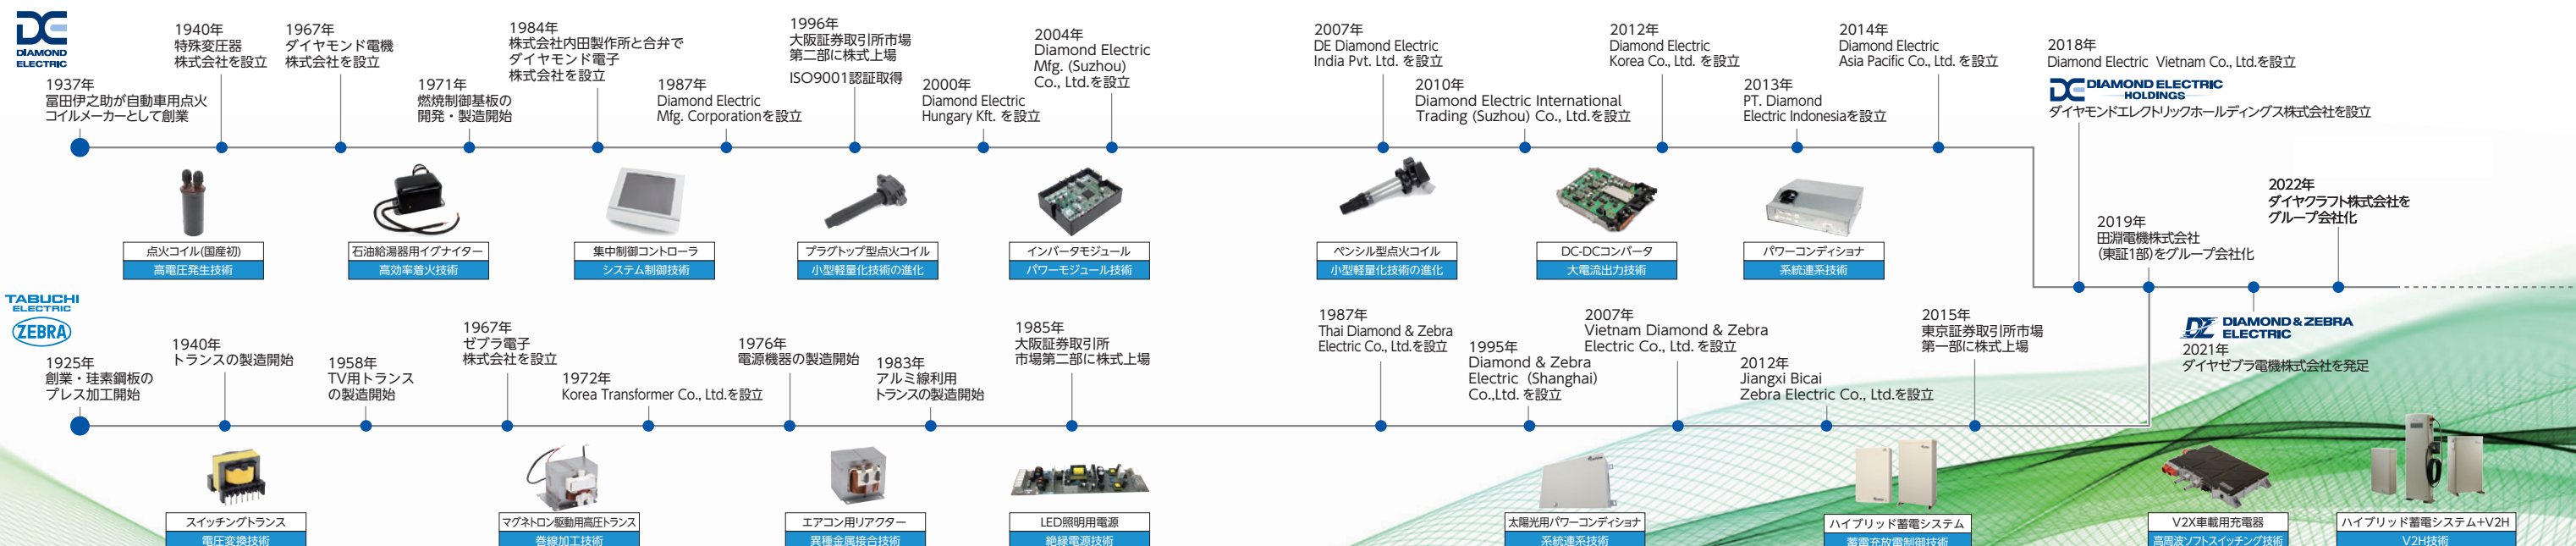 DIAMOND
ELECTRIC
1937年
冨田伊之助が自動車用点火
コイルメーカーとして創業
1940年
特殊変圧器
株式会社を設立
1967年
ダイヤモンド電機
株式会社を設立
1971年
燃焼制御基板の
開発・製造開始
1984年
株式会社内田製作所と合弁で
ダイヤモンド電子
株式会社を設立
1987年
Diamond Electric
Mfg. Corporationを設立
1996年
大阪証券取引所市場
第二部に株式上場
ISO9001認証取得
2000年
Diamond Electric
Hungary Kft. を設立
2004年
Diamond Electric
Mfg. (Suzhou)
Co., Ltd.を設立
2007年
DE Diamond Electric
India Pvt. Ltd. を設立
2010年
Diamond Electric International
Trading (Suzhou) Co., Ltd.を設立
2012年
Diamond Electric
Korea Co., Ltd. を設立
2013年
PT. Diamond
Electric Indonesiaを設立
2014年
Diamond Electric
Asia Pacific Co., Ltd. を設立
2018年
Diamond Electric Vietnam Co., Ltd.を設立
DIAMOND ELECTRIC
HOLDINGS
ダイヤモンドエレクトリックホールディングス株式会社を設立
2019年
田淵電機株式会社
(東証1部)をグループ会社化
2022年
ダイヤクラフト株式会社を
グループ会社化
点火コイル(国産初)
高電圧発生技術
石油給湯器用イグナイター
高効率着火技術
集中制御コントローラ
システム制御技術
プラグトップ型点火コイル
小型軽量化技術の進化
インバータモジュール
パワーモジュール技術
ペンシル型点火コイル
小型軽量化技術の進化
DC-DCコンバータ
大電流出力技術
パワーコンディショナ
系統連系技術
TABUCHI
ELECTRIC
ZEBRA
1925年
創業・珪素鋼板の
プレス加工開始
1940年
トランスの製造開始
1958年
TV用トランス
の製造開始
1967年
ゼブラ電子
株式会社を設立
1972年
Korea Transformer Co., Ltd.を設立
1976年
電源機器の製造開始
1983年
アルミ線利用
トランスの製造開始
1985年
大阪証券取引所
市場第二部に株式上場
1987年
Thai Diamond & Zebra
Electric Co., Ltd.を設立
1995年
Diamond & Zebra
Electric (Shanghai)
Co.,Ltd. を設立
2007年
Vietnam Diamond & Zebra
Electric Co., Ltd. を設立
2012年
Jiangxi Bicai
Zebra Electric Co., Ltd.を設立
2015年
東京証券取引所市場
第一部に株式上場
DIAMOND & ZEBRA
ELECTRIC
2021年
ダイヤゼブラ電機株式会社を発足
スイッチングトランス
電圧変換技術
マグネトロン駆動用高圧トランス
巻線加工技術
エアコン用リアクター
異種金属接合技術
LED照明用電源
絶縁電源技術
太陽光用パワーコンディショナ
系統連系技術
ハイブリッド蓄電システム
蓄電充放電制御技術
V2X車載用充電器
高周波ソフトスイッチング技術
ハイブリッド蓄電システム+V2H
V2H技術